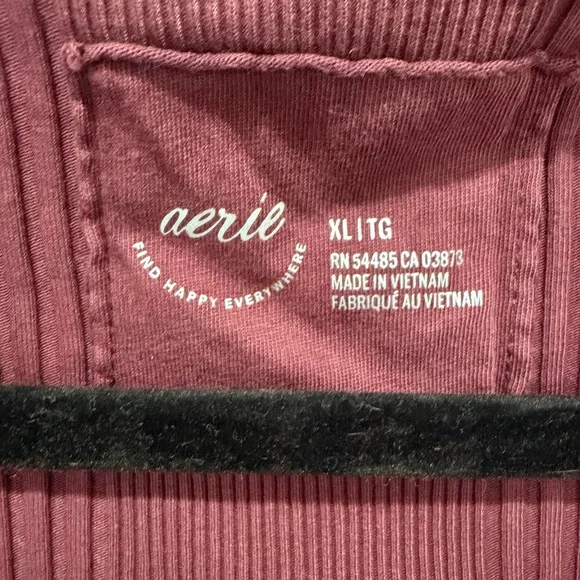 aerie
FIND HAPPY EVERYWHERE
XL | TG
RN 54485 CA 03873
MADE IN VIETNAM
FABRIQUÉ AU VIETNAM